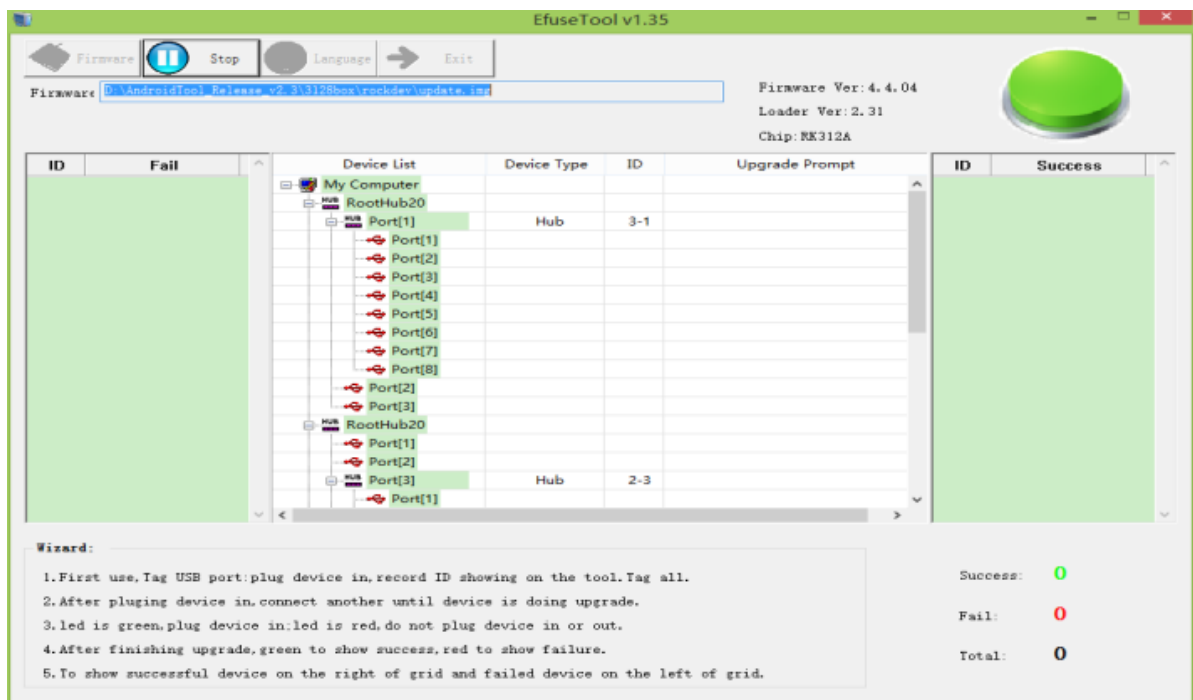 EfuseTool v1.35
Firmware Stop Language Exit
Firmware D:\AndroidTool_Release_v2.3\3128box\rockdev\update.img
Firmware Ver:4.4.04
Loader Ver:2.31
Chip:RK312A
ID Fail
Device List Device Type ID Upgrade Prompt
My Computer
HUB RootHub20
HUB Port[1] Hub 3-1
Port[1]
Port[2]
Port[3]
Port[4]
Port[5]
Port[6]
Port[7]
Port[8]
Port[2]
Port[3]
HUB RootHub20
Port[1]
Port[2]
HUB Port[3] Hub 2-3
Port[1]
ID Success
Wizard:
1.First use,Tag USB port:plug device in,record ID showing on the tool.Tag all.
2.After pluging device in,connect another until device is doing upgrade.
3.led is green,plug device in;led is red,do not plug device in or out.
4.After finishing upgrade,green to show success,red to show failure.
5.To show successful device on the right of grid and failed device on the left of grid.
Success: 0
Fail: 0
Total: 0